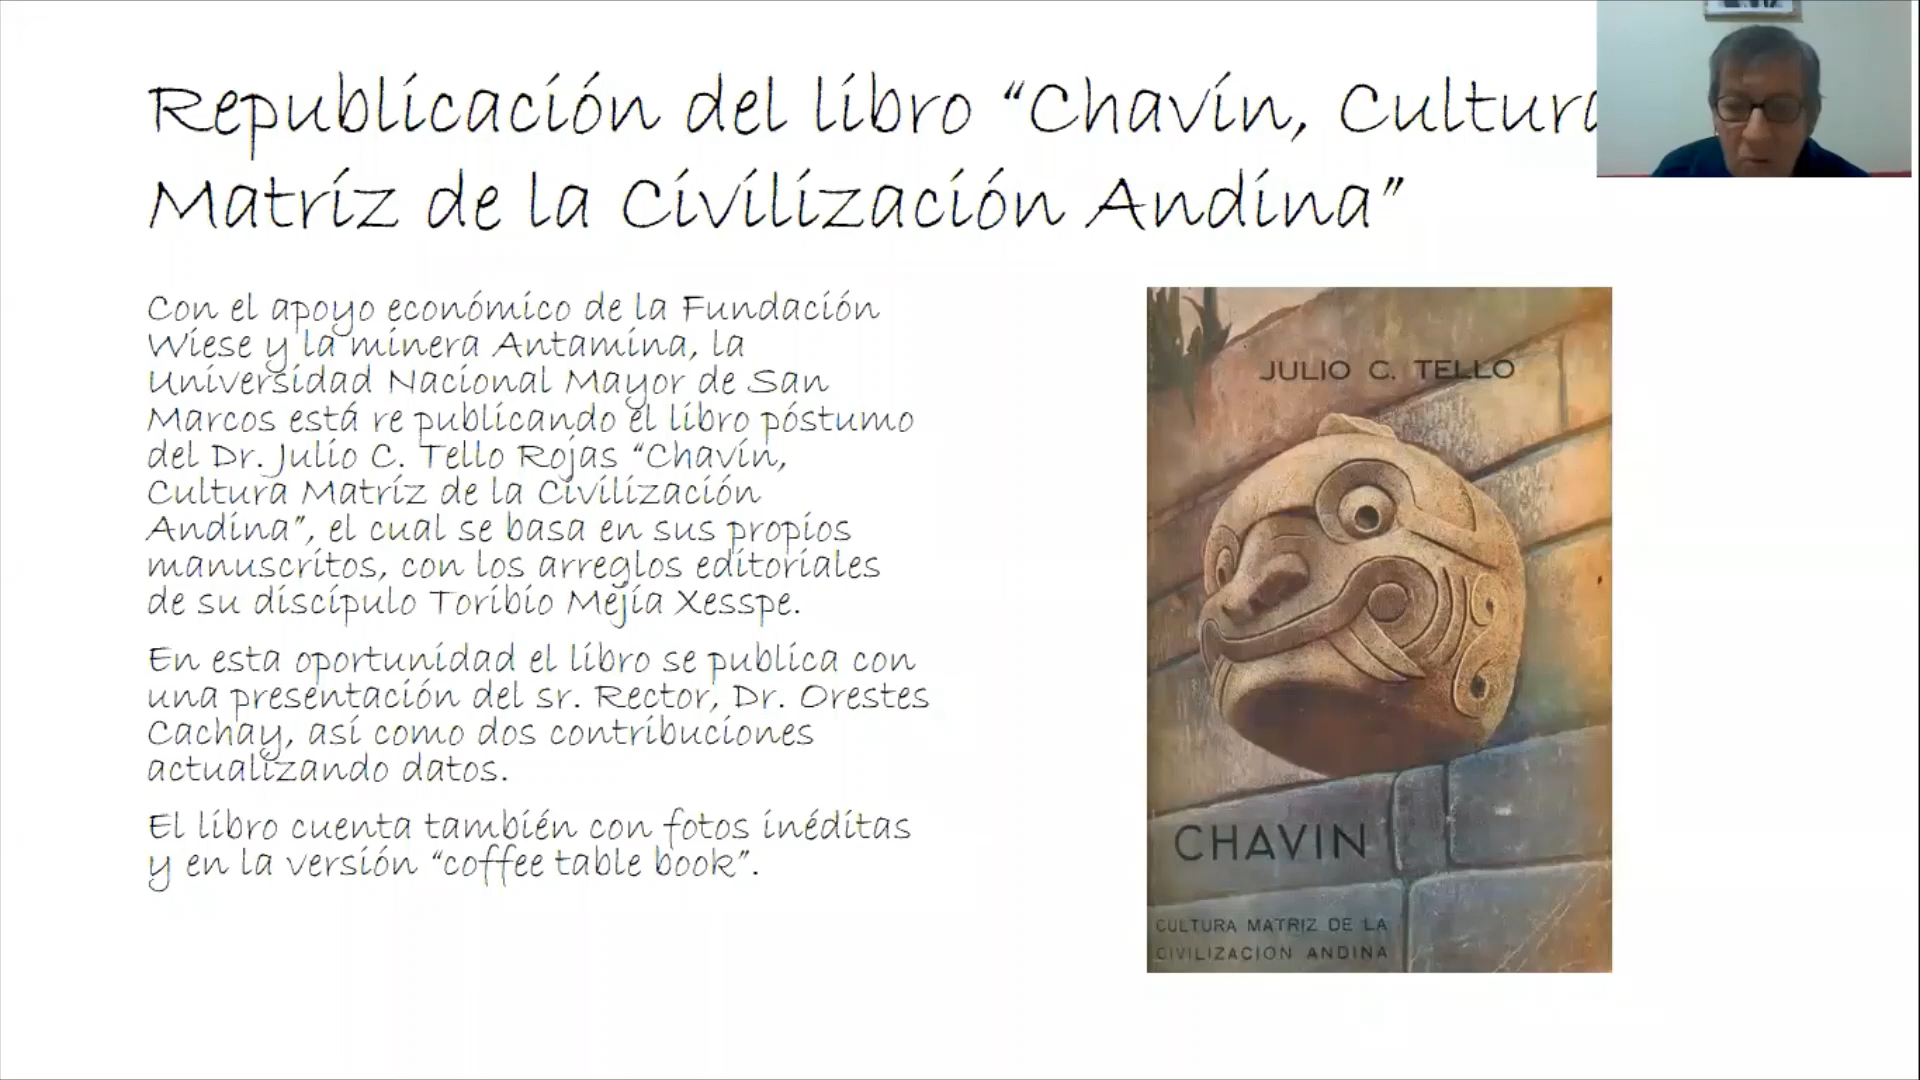 Republicación del libro “Chavín, Cultura
Matríz de la Civilización Andina”
Con el apoyo económico de la Fundación
Wiese y la minera Antamina, la
Universidad Nacional Mayor de San
Marcos está re publicando el libro póstumo
del Dr. Julio C. Tello Rojas “Chavín,
Cultura Matríz de la Civilización
Andina”, el cual se basa en sus propios
manuscritos, con los arreglos editoriales
de su discípulo Toribio Mejía Xesspe.
En esta oportunidad el libro se publica con
una presentación del sr. Rector, Dr. Orestes
Cachay, así como dos contribuciones
actualizando datos.
El libro cuenta también con fotos inéditas
y en la versión “coffee table book”.
JULIO C. TELLO
CHAVIN
CULTURA MATRIZ DE LA
CIVILIZACION ANDINA